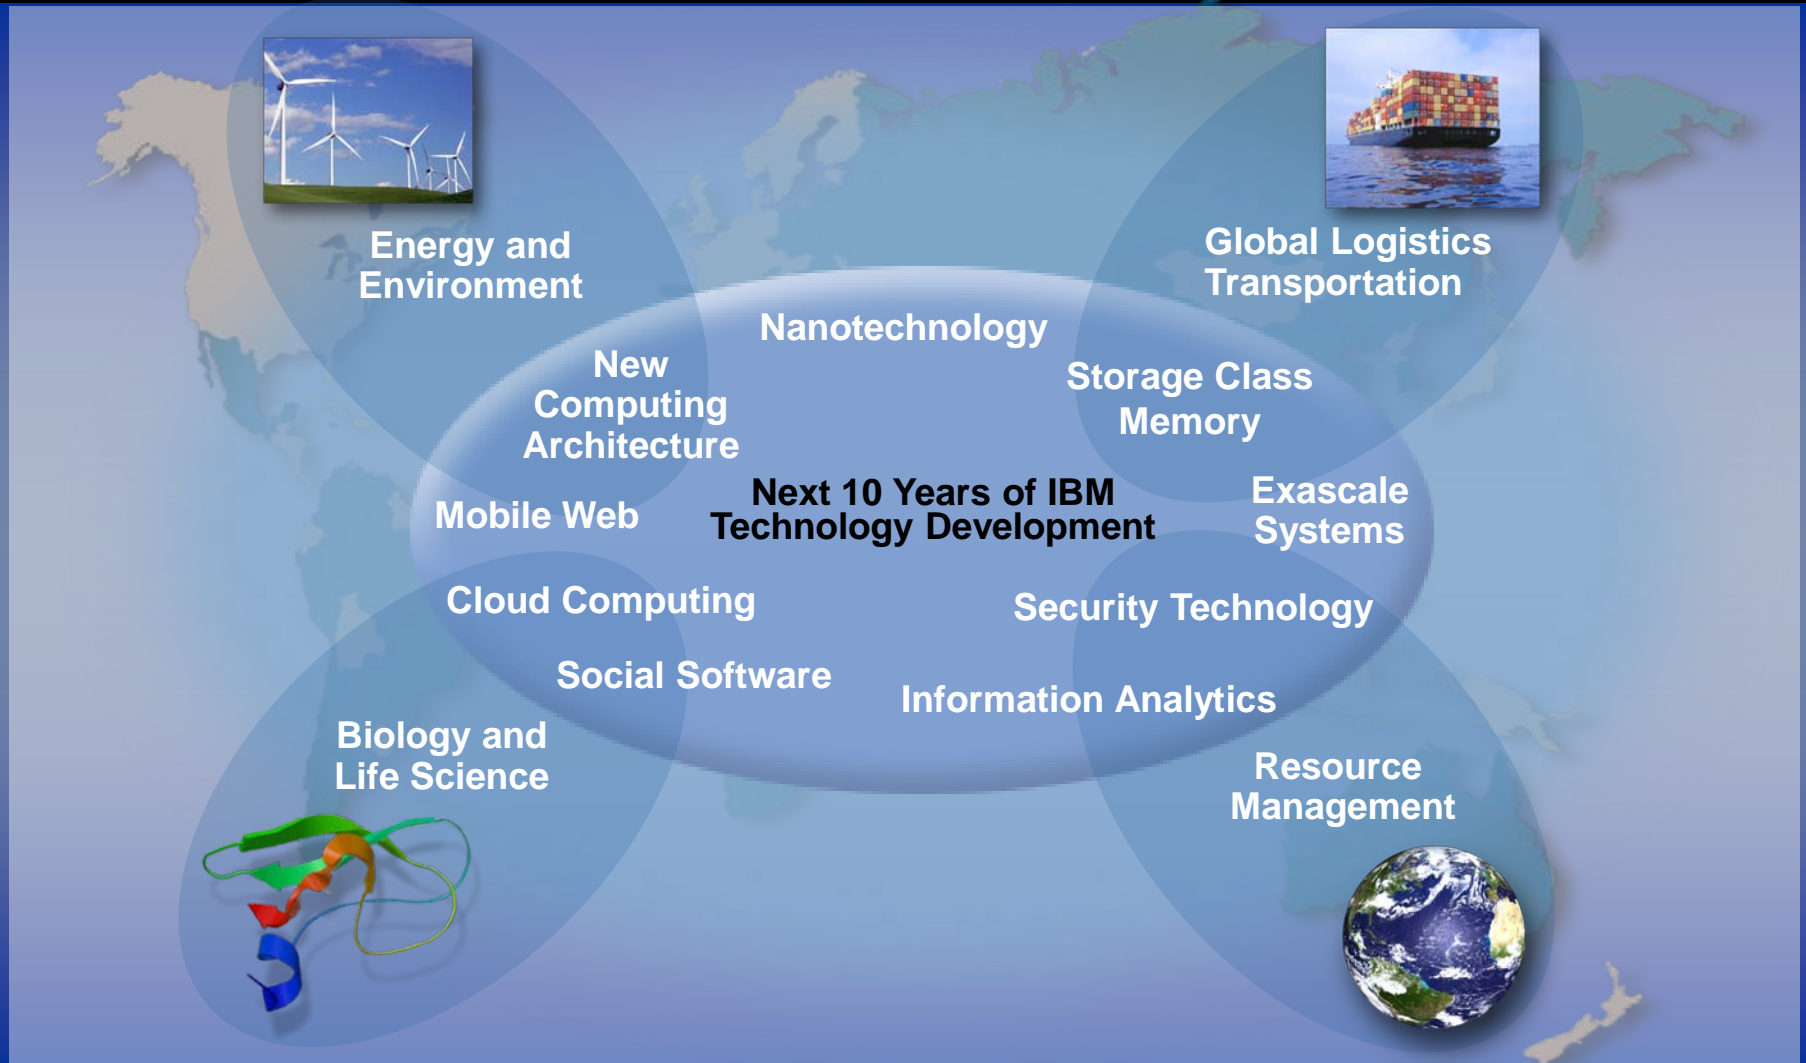 Energy and
Environment
Global Logistics
Transportation
Nanotechnology
New
Computing
Architecture
Storage Class
Memory
Mobile Web
Next 10 Years of IBM
Technology Development
Exascale
Systems
Cloud Computing
Security Technology
Social Software
Information Analytics
Biology and
Life Science
Resource
Management